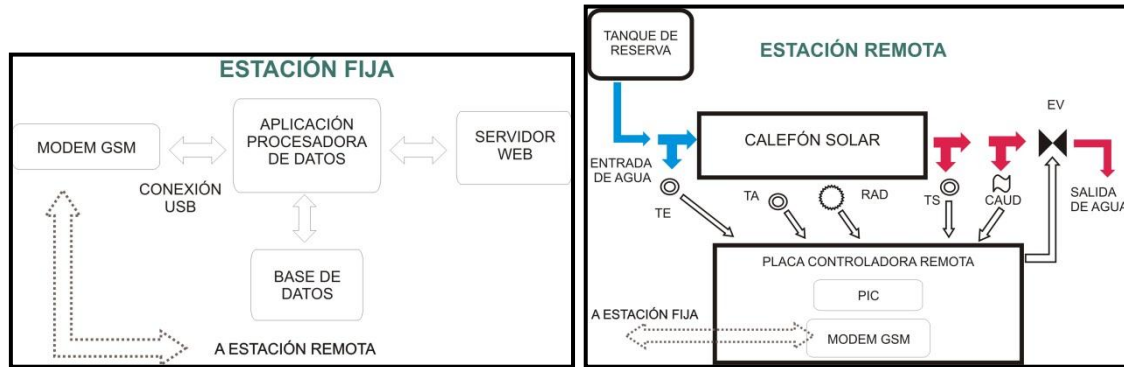 ESTACIÓN FIJA
MODEM GSM
APLICACIÓN
PROCESADORA
DE DATOS
SERVIDOR
WEB
CONEXIÓN
USB
BASE DE
DATOS
A ESTACIÓN REMOTA
TANQUE DE
RESERVA
ESTACIÓN REMOTA
EV
CALEFÓN SOLAR
ENTRADA
DE AGUA
TE
TA
RAD
TS
CAUD
SALIDA
DE AGUA
PLACA CONTROLADORA REMOTA
PIC
A ESTACIÓN FIJA
MODEM GSM